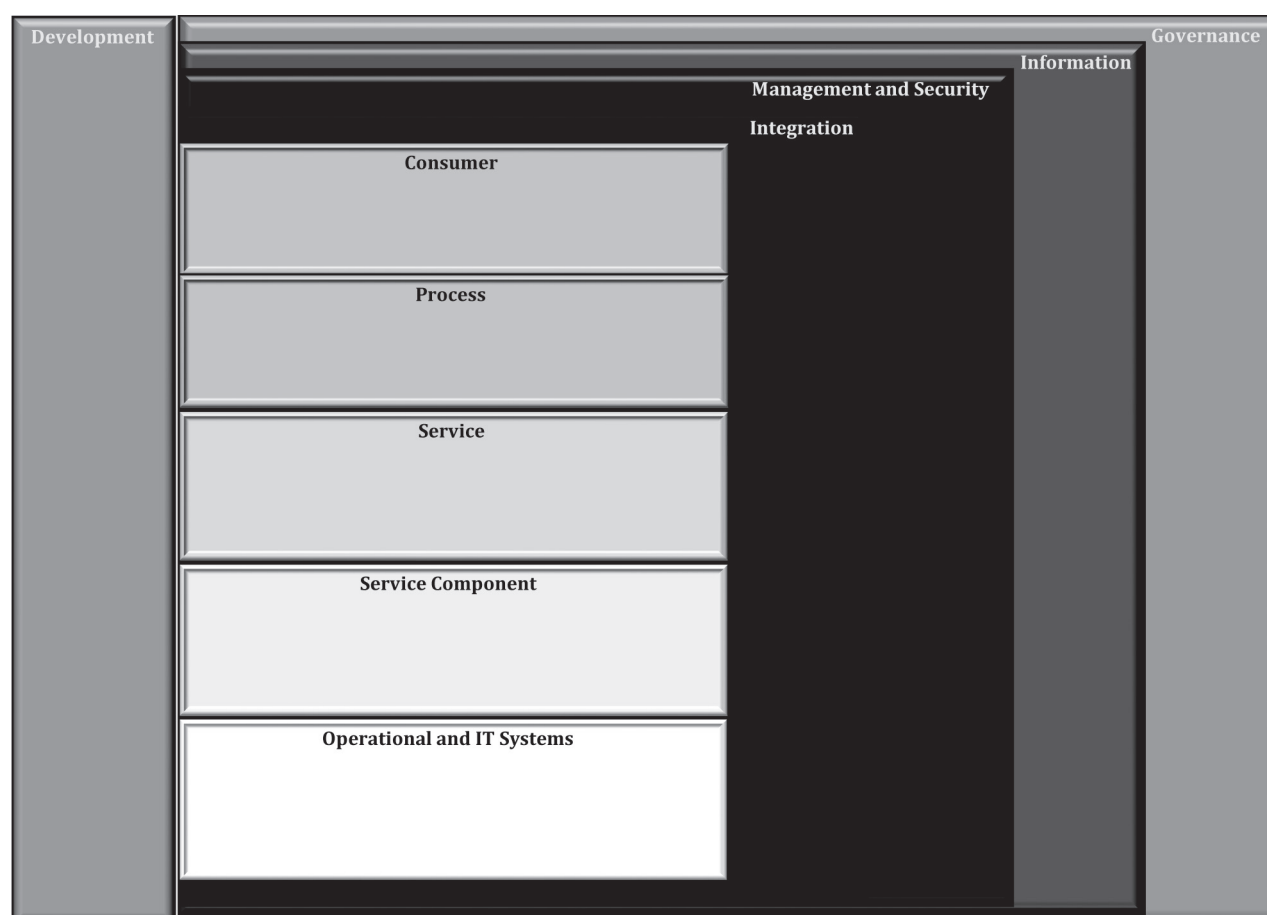 Development
Governance
Information
Management and Security
Integration
Consumer
Process
Service
Service Component
Operational and IT Systems